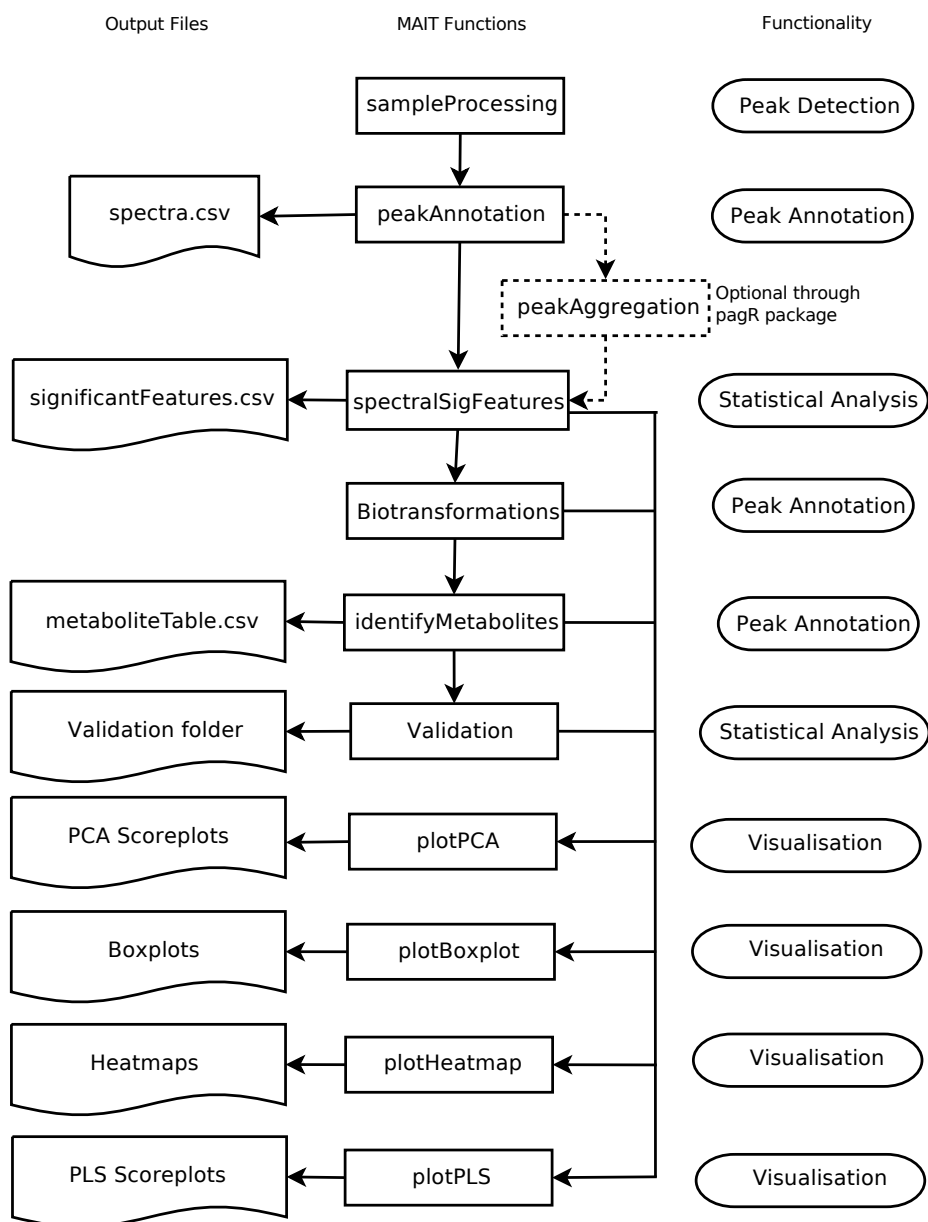 Output Files
MAIT Functions
Functionality
sampleProcessing
Peak Detection
spectra.csv
peakAnnotation
Peak Annotation
peakAggregation
Optional through
pagR package
significantFeatures.csv
spectralSigFeatures
Statistical Analysis
Biotransformations
Peak Annotation
metaboliteTable.csv
identifyMetabolites
Peak Annotation
Validation folder
Validation
Statistical Analysis
PCA Scoreplots
plotPCA
Visualisation
Boxplots
plotBoxplot
Visualisation
Heatmaps
plotHeatmap
Visualisation
PLS Scoreplots
plotPLS
Visualisation